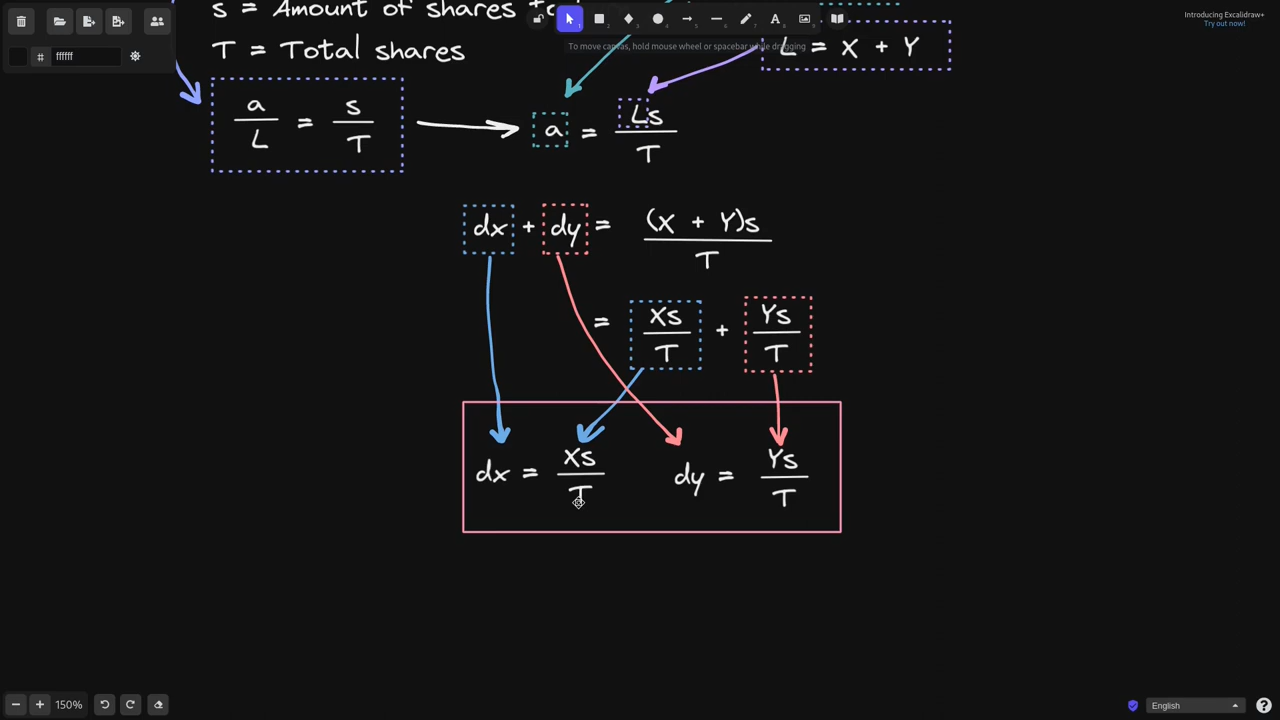 s = Amount of shares to
Introducing Excalidraw+
Try out now!
T = Total shares
To move canvas, hold mouse wheel or spacebar while dragging
L = X + Y
# ffffff
a/L = s/T
a = Ls/T
dx + dy = (X + Y)s/T
= Xs/T + Ys/T
dx = Xs/T dy = Ys/T
150%
English